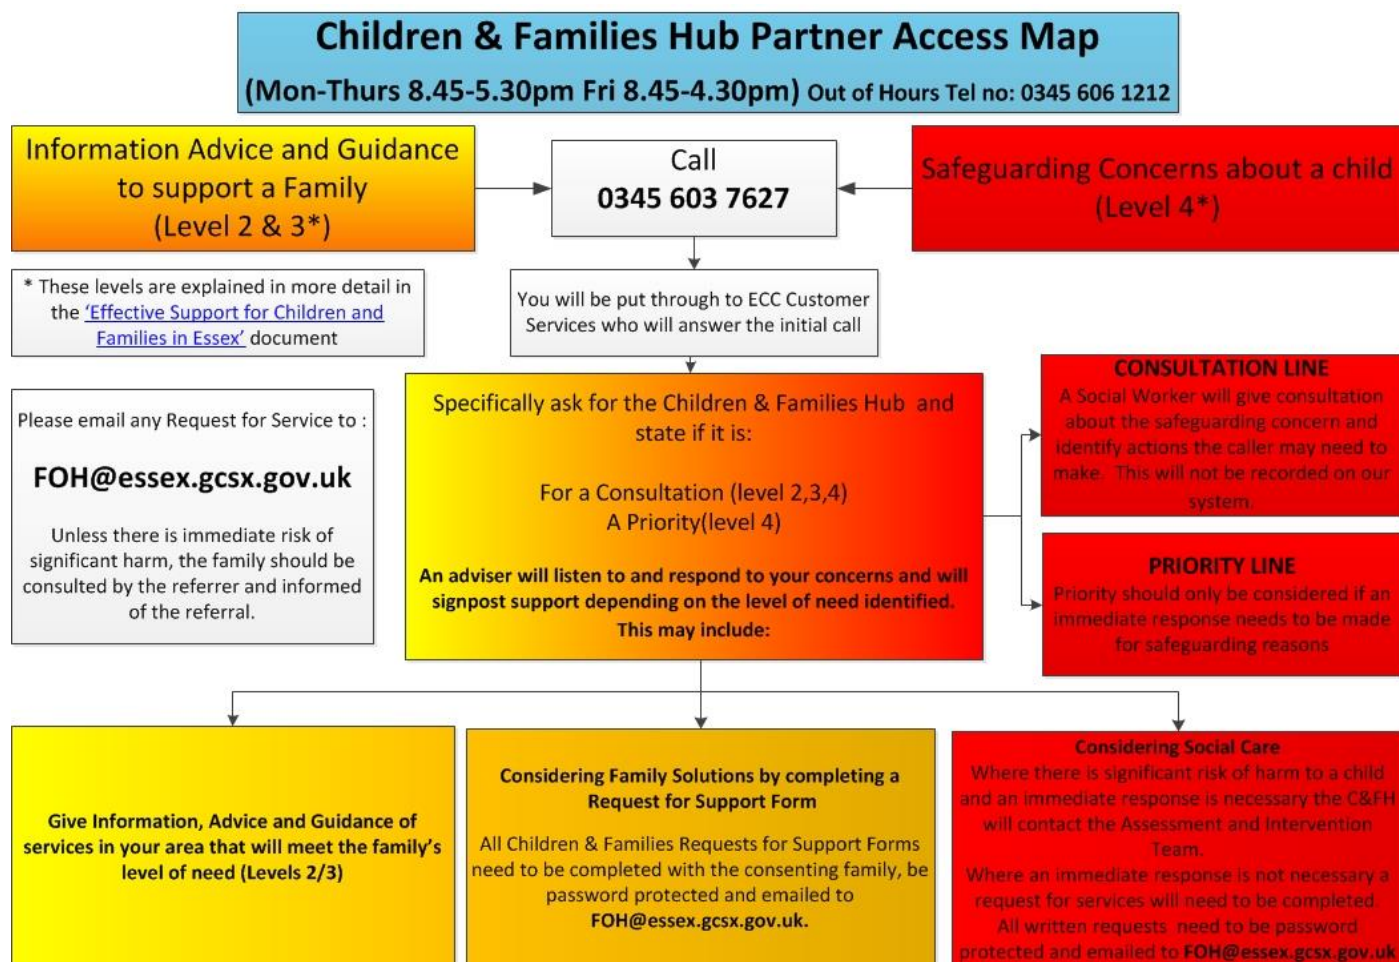 Children & Families Hub Partner Access Map
(Mon-Thurs 8.45-5.30pm Fri 8.45-4.30pm) Out of Hours Tel no: 0345 606 1212
Information Advice and Guidance
to support a Family
(Level 2 & 3*)
Call
0345 603 7627
Safeguarding Concerns about a child
(Level 4*)
* These levels are explained in more detail in
the ‘Effective Support for Children and
Families in Essex’ document
You will be put through to ECC Customer
Services who will answer the initial call
Please email any Request for Service to :
FOH@essex.gcsx.gov.uk
Unless there is immediate risk of
significant harm, the family should be
consulted by the referrer and informed
of the referral.
Specifically ask for the Children & Families Hub and
state if it is:
For a Consultation (level 2,3,4)
A Priority(level 4)
An adviser will listen to and respond to your concerns and will
signpost support depending on the level of need identified.
This may include:
CONSULTATION LINE
A Social Worker will give consultation
about the safeguarding concern and
identify actions the caller may need to
make. This will not be recorded on our
system.
PRIORITY LINE
Priority should only be considered if an
immediate response needs to be made
for safeguarding reasons
Give Information, Advice and Guidance of
services in your area that will meet the family’s
level of need (Levels 2/3)
Considering Family Solutions by completing a
Request for Support Form
All Children & Families Requests for Support Forms
need to be completed with the consenting family, be
password protected and emailed to
FOH@essex.gcsx.gov.uk.
Considering Social Care
Where there is significant risk of harm to a child
and an immediate response is necessary the C&FH
will contact the Assessment and Intervention
Team.
Where an immediate response is not necessary a
request for services will need to be completed.
All written requests need to be password
protected and emailed to FOH@essex.gcsx.gov.uk